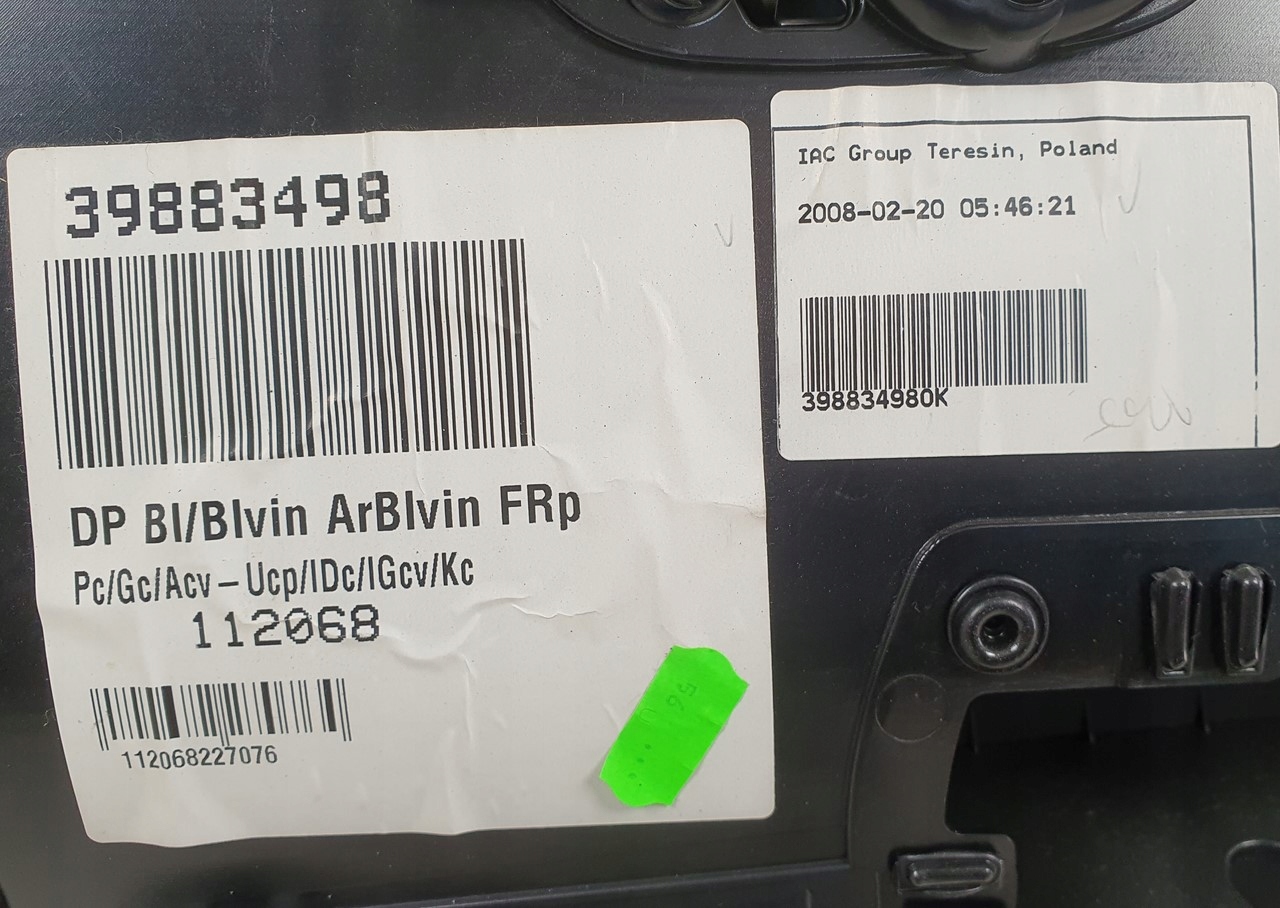 39883498
DP Bl/Blvin ArBlvin FRp
Pc/Gc/Acv – Ucp/IDc/IGcv/Kc
112068
112068227076
IAC Group Teresin, Poland
2008-02-20 05:46:21
398834980K